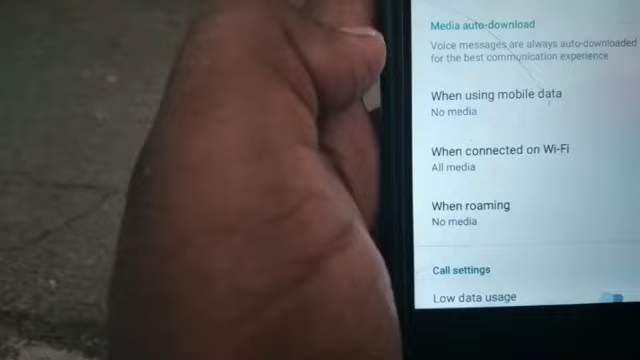 Media auto-download
Voice messages are always auto-downloaded
for the best communication experience
When using mobile data
No media
When connected on Wi-Fi
All media
When roaming
No media
Call settings
Low data usage